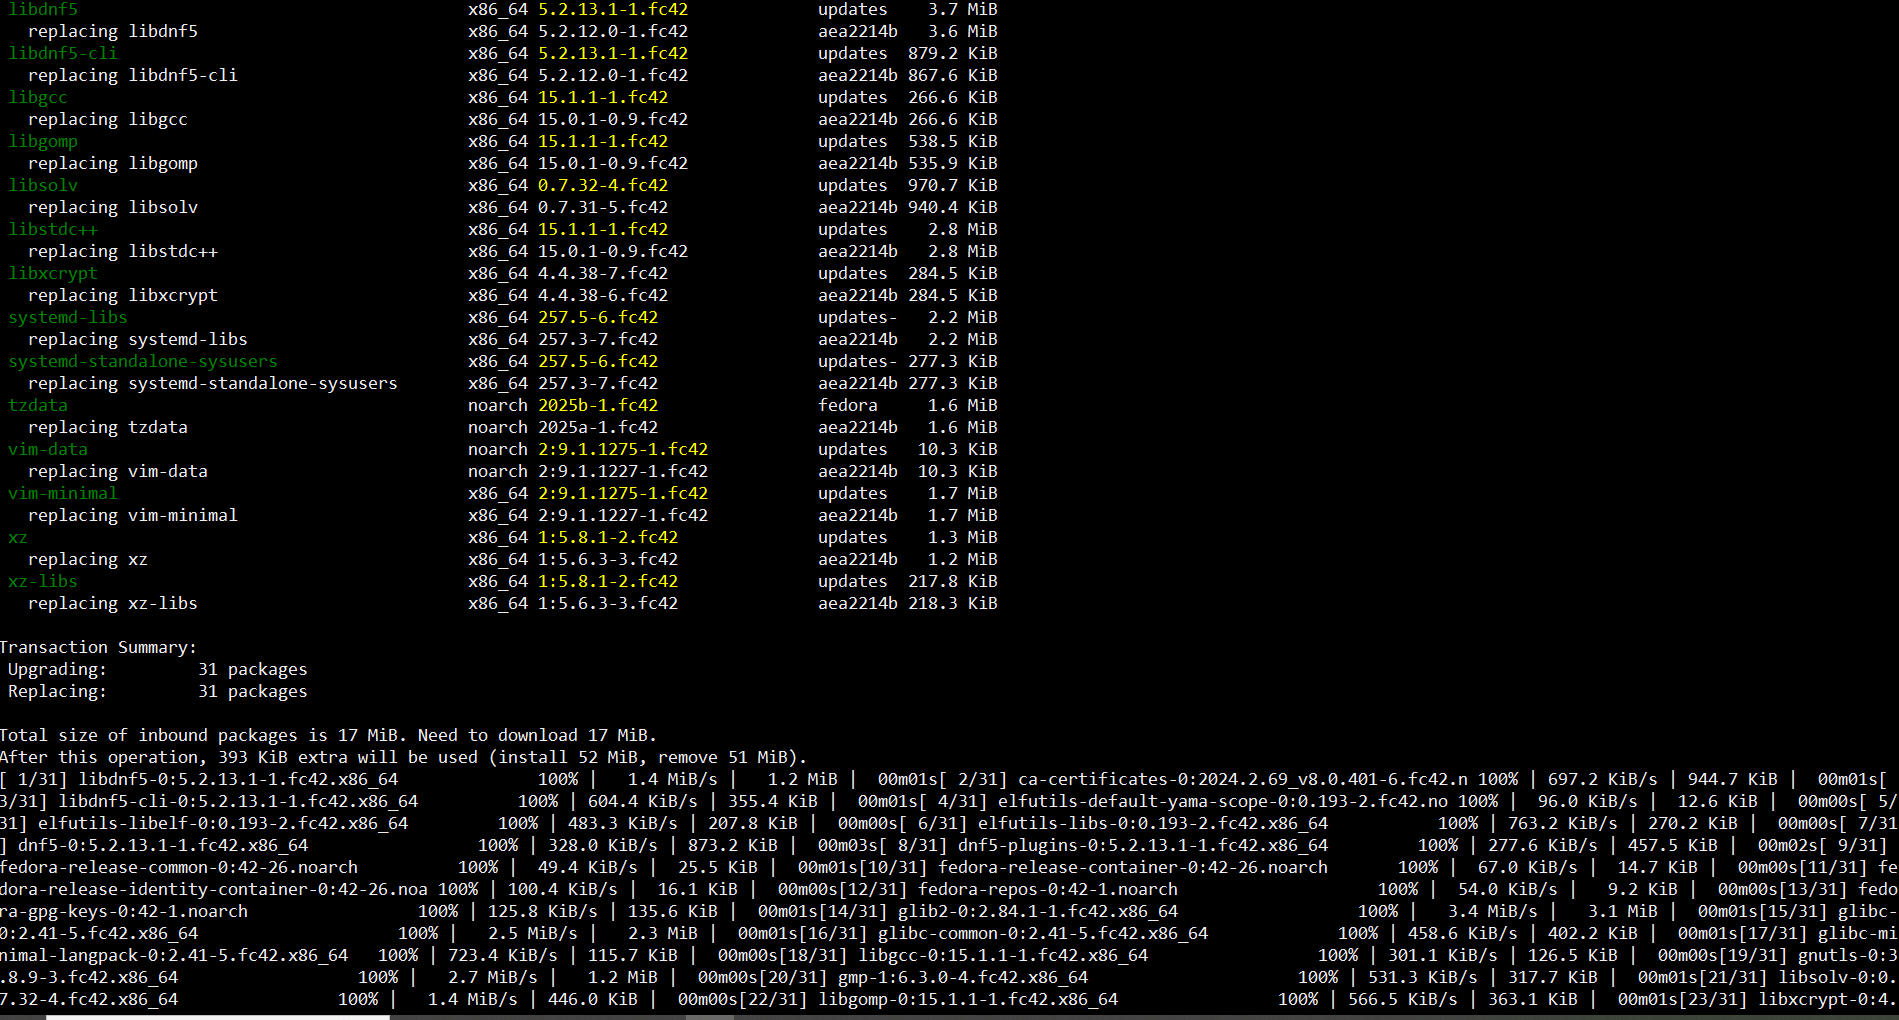 libdnf5 x86_64 5.2.13.1-1.fc42 updates 3.7 MiB
replacing libdnf5 x86_64 5.2.12.0-1.fc42 aea2214b 3.6 MiB
libdnf5-cli x86_64 5.2.13.1-1.fc42 updates 879.2 KiB
replacing libdnf5-cli x86_64 5.2.12.0-1.fc42 aea2214b 867.6 KiB
libgcc x86_64 15.1.1-1.fc42 updates 266.6 KiB
replacing libgcc x86_64 15.0.1-0.9.fc42 aea2214b 266.6 KiB
libgomp x86_64 15.1.1-1.fc42 updates 538.5 KiB
replacing libgomp x86_64 15.0.1-0.9.fc42 aea2214b 535.9 KiB
libsolv x86_64 0.7.32-4.fc42 updates 970.7 KiB
replacing libsolv x86_64 0.7.31-5.fc42 aea2214b 940.4 KiB
libstdc++ x86_64 15.1.1-1.fc42 updates 2.8 MiB
replacing libstdc++ x86_64 15.0.1-0.9.fc42 aea2214b 2.8 MiB
libxcrypt x86_64 4.4.38-7.fc42 updates 284.5 KiB
replacing libxcrypt x86_64 4.4.38-6.fc42 aea2214b 284.5 KiB
systemd-libs x86_64 257.5-6.fc42 updates- 2.2 MiB
replacing systemd-libs x86_64 257.3-7.fc42 aea2214b 2.2 MiB
systemd-standalone-sysusers x86_64 257.5-6.fc42 updates- 277.3 KiB
replacing systemd-standalone-sysusers x86_64 257.3-7.fc42 aea2214b 277.3 KiB
tzdata noarch 2025b-1.fc42 fedora 1.6 MiB
replacing tzdata noarch 2025a-1.fc42 aea2214b 1.6 MiB
vim-data noarch 2:9.1.1275-1.fc42 updates 10.3 KiB
replacing vim-data noarch 2:9.1.1227-1.fc42 aea2214b 10.3 KiB
vim-minimal x86_64 2:9.1.1275-1.fc42 updates 1.7 MiB
replacing vim-minimal x86_64 2:9.1.1227-1.fc42 aea2214b 1.7 MiB
xz x86_64 1:5.8.1-2.fc42 updates 1.3 MiB
replacing xz x86_64 1:5.6.3-3.fc42 aea2214b 1.2 MiB
xz-libs x86_64 1:5.8.1-2.fc42 updates 217.8 KiB
replacing xz-libs x86_64 1:5.6.3-3.fc42 aea2214b 218.3 KiB
Transaction Summary:
Upgrading: 31 packages
Replacing: 31 packages
Total size of inbound packages is 17 MiB. Need to download 17 MiB.
After this operation, 393 KiB extra will be used (install 52 MiB, remove 51 MiB).
[ 1/31] libdnf5-0:5.2.13.1-1.fc42.x86_64 100% | 1.4 MiB/s | 1.2 MiB | 00m01s[ 2/31] ca-certificates-0:2024.2.69_v8.0.401-6.fc42.n 100% | 697.2 KiB/s | 944.7 KiB | 00m01s[
3/31] libdnf5-cli-0:5.2.13.1-1.fc42.x86_64 100% | 604.4 KiB/s | 355.4 KiB | 00m01s[ 4/31] elfutils-default-yama-scope-0:0.193-2.fc42.no 100% | 96.0 KiB/s | 12.6 KiB | 00m00s[ 5/
31] elfutils-libelf-0:0.193-2.fc42.x86_64 100% | 483.3 KiB/s | 207.8 KiB | 00m00s[ 6/31] elfutils-libs-0:0.193-2.fc42.x86_64 100% | 763.2 KiB/s | 270.2 KiB | 00m00s[ 7/31
] dnf5-0:5.2.13.1-1.fc42.x86_64 100% | 328.0 KiB/s | 873.2 KiB | 00m03s[ 8/31] dnf5-plugins-0:5.2.13.1-1.fc42.x86_64 100% | 277.6 KiB/s | 457.5 KiB | 00m02s[ 9/31]
fedora-release-common-0:42-26.noarch 100% | 49.4 KiB/s | 25.5 KiB | 00m01s[10/31] fedora-release-container-0:42-26.noarch 100% | 67.0 KiB/s | 14.7 KiB | 00m00s[11/31] fe
dora-release-identity-container-0:42-26.noa 100% | 100.4 KiB/s | 16.1 KiB | 00m00s[12/31] fedora-repos-0:42-1.noarch 100% | 54.0 KiB/s | 9.2 KiB | 00m00s[13/31] fedo
ra-gpg-keys-0:42-1.noarch 100% | 125.8 KiB/s | 135.6 KiB | 00m01s[14/31] glib2-0:2.84.1-1.fc42.x86_64 100% | 3.4 MiB/s | 3.1 MiB | 00m01s[15/31] glibc-
0:2.41-5.fc42.x86_64 100% | 2.5 MiB/s | 2.3 MiB | 00m01s[16/31] glibc-common-0:2.41-5.fc42.x86_64 100% | 458.6 KiB/s | 402.2 KiB | 00m01s[17/31] glibc-mi
nimal-langpack-0:2.41-5.fc42.x86_64 100% | 723.4 KiB/s | 115.7 KiB | 00m00s[18/31] libgcc-0:15.1.1-1.fc42.x86_64 100% | 301.1 KiB/s | 126.5 KiB | 00m00s[19/31] gnutls-0:3
.8.9-3.fc42.x86_64 100% | 2.7 MiB/s | 1.2 MiB | 00m00s[20/31] gmp-1:6.3.0-4.fc42.x86_64 100% | 531.3 KiB/s | 317.7 KiB | 00m01s[21/31] libsolv-0:0.
7.32-4.fc42.x86_64 100% | 1.4 MiB/s | 446.0 KiB | 00m00s[22/31] libgomp-0:15.1.1-1.fc42.x86_64 100% | 566.5 KiB/s | 363.1 KiB | 00m01s[23/31] libxcrypt-0:4.